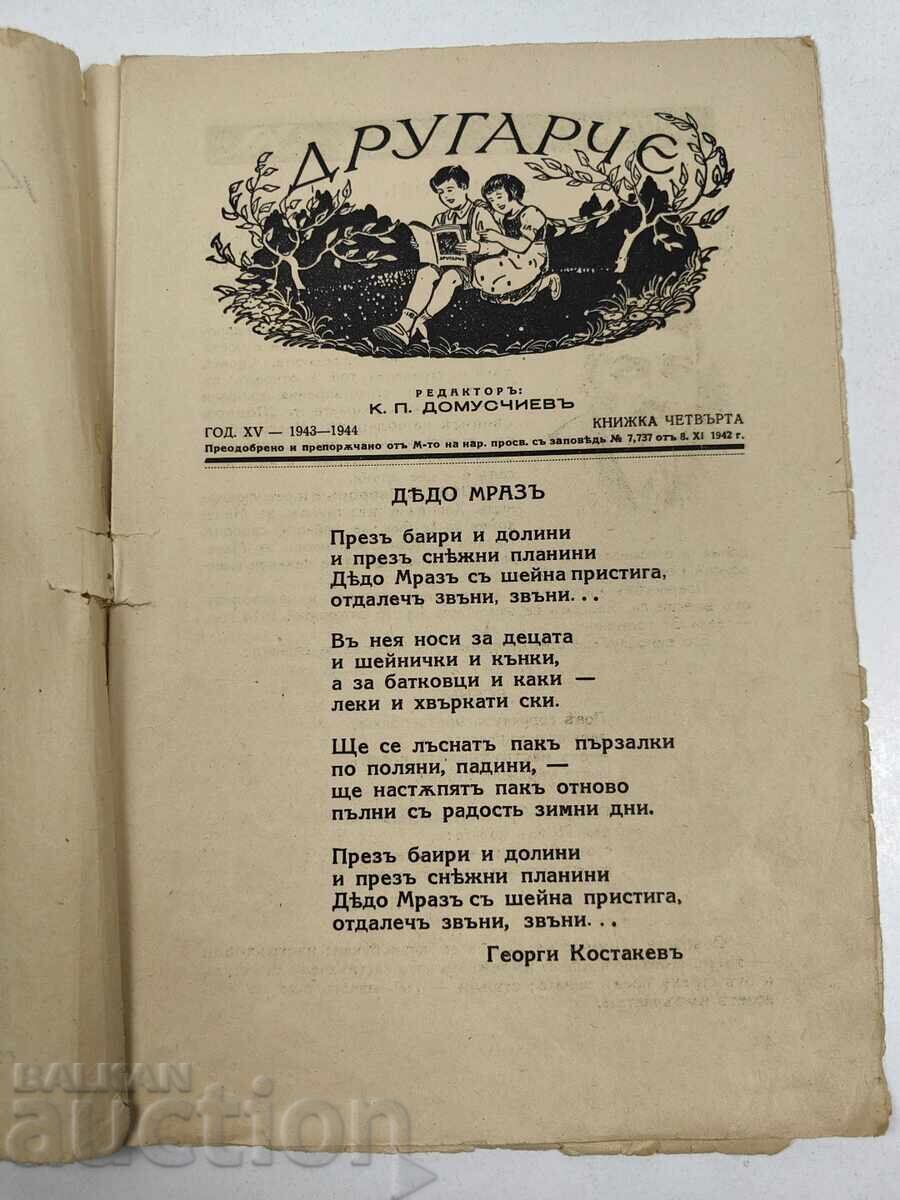 ДРУГАРЧЕ
ДРУГАРЧЕ
РЕДАКТОРЪ:
К. П. ДОМУСЧИЕВЪ
ГОД. XV — 1943—1944 КНИЖКА ЧЕТВЪРТА
Преодобрено и препорѫчано отъ М-то на нар. просв. съ заповѣдь № 7,737 отъ 8. XI 1942 г.
ДѢДО МРАЗЪ
Презъ баири и долини
и презъ снѣжни планини
Дѣдо Мразъ съ шейна пристига,
отдалечъ звъни, звъни...
Въ нея носи за децата
и шейнички и кънки,
а за батковци и каки —
леки и хвъркати ски.
Ще се лъснатъ пакъ пързалки
по поляни, падини, —
ще настѫпятъ пакъ отново
пълни съ радость зимни дни.
Презъ баири и долини
и презъ снѣжни планини
Дѣдо Мразъ съ шейна пристига,
отдалечъ звъни, звъни...
Георги Костакевъ
BALKAN
auction